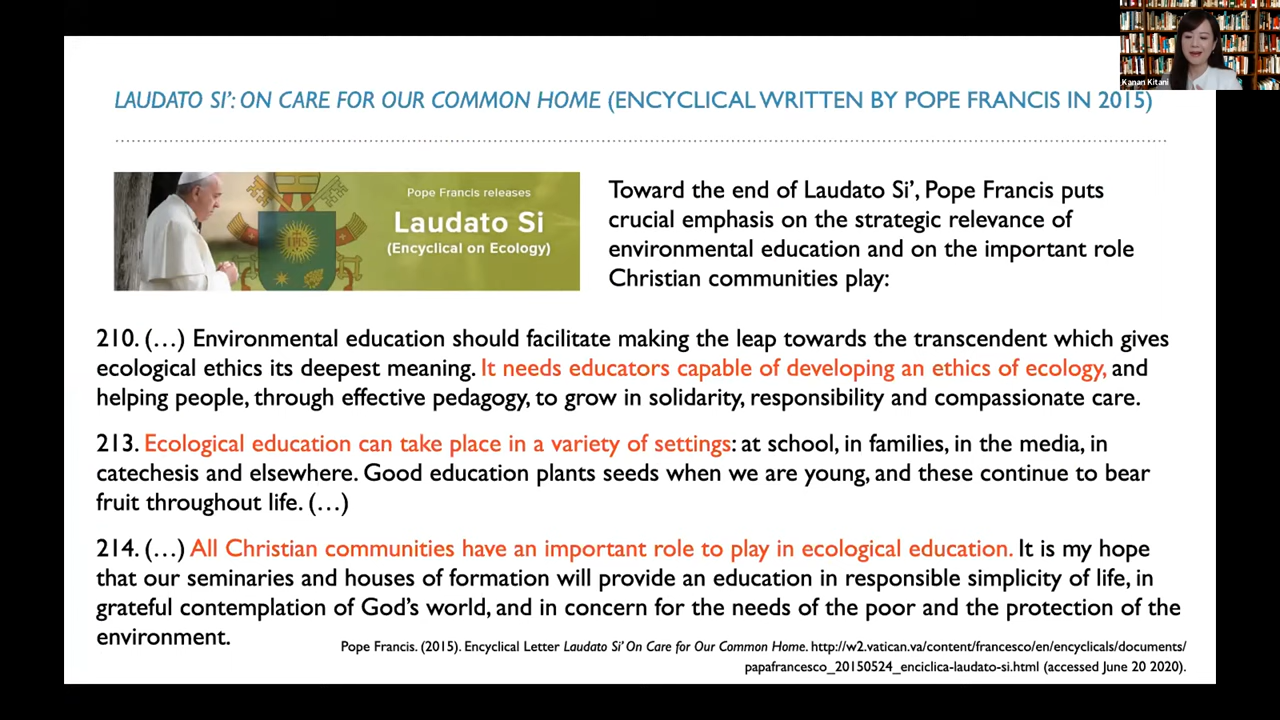 Kanan Kitani
LAUDATO SI': ON CARE FOR OUR COMMON HOME (ENCYCLICAL WRITTEN BY POPE FRANCIS IN 2015)
Pope Francis releases
Laudato Si
(Encyclical on Ecology)
Toward the end of Laudato Si', Pope Francis puts
crucial emphasis on the strategic relevance of
environmental education and on the important role
Christian communities play:
210. (…) Environmental education should facilitate making the leap towards the transcendent which gives
ecological ethics its deepest meaning. It needs educators capable of developing an ethics of ecology, and
helping people, through effective pedagogy, to grow in solidarity, responsibility and compassionate care.
213. Ecological education can take place in a variety of settings: at school, in families, in the media, in
catechesis and elsewhere. Good education plants seeds when we are young, and these continue to bear
fruit throughout life. (…)
214. (…) All Christian communities have an important role to play in ecological education. It is my hope
that our seminaries and houses of formation will provide an education in responsible simplicity of life, in
grateful contemplation of God's world, and in concern for the needs of the poor and the protection of the
environment.
Pope Francis. (2015). Encyclical Letter Laudato Si' On Care for Our Common Home. http://w2.vatican.va/content/francesco/en/encyclicals/documents/
papafrancesco_20150524_enciclica-laudato-si.html (accessed June 20 2020).